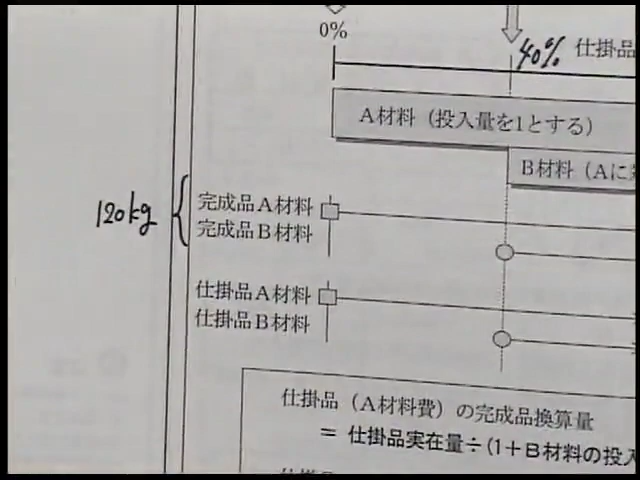 0%
40% 仕掛品
A材料（投入量を1とする）
B材料（Aに
120kg
完成品A材料
完成品B材料
仕掛品A材料
仕掛品B材料
仕掛品（A材料費）の完成品換算量
＝ 仕掛品実在量÷(1＋B材料の投入